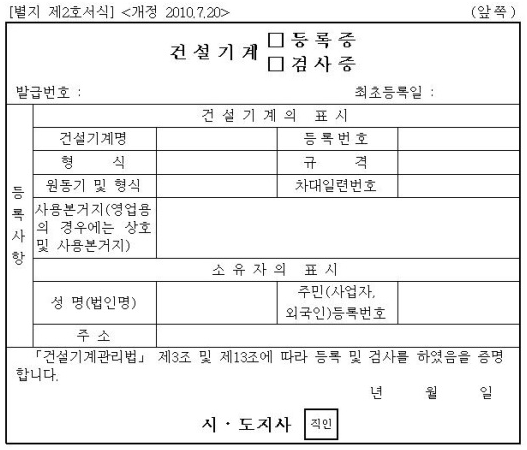 [별지 제2호서식] <개정 2010.7.20> (앞쪽)
건설기계 □ 등록증
□ 검사증
발급번호 : 최초등록일 :
등록사항
건설기계의 표시
건설기계명 등록번호
형 식 규 격
원동기 및 형식 차대일련번호
사용본거지(영업용
의 경우에는 상호
및 사용본거지)
소유자의 표시
성 명(법인명) 주민(사업자,
외국인)등록번호
주 소
「건설기계관리법」 제3조 및 제13조에 따라 등록 및 검사를 하였음을 증명
합니다.
년 월 일
시 · 도지사 직인